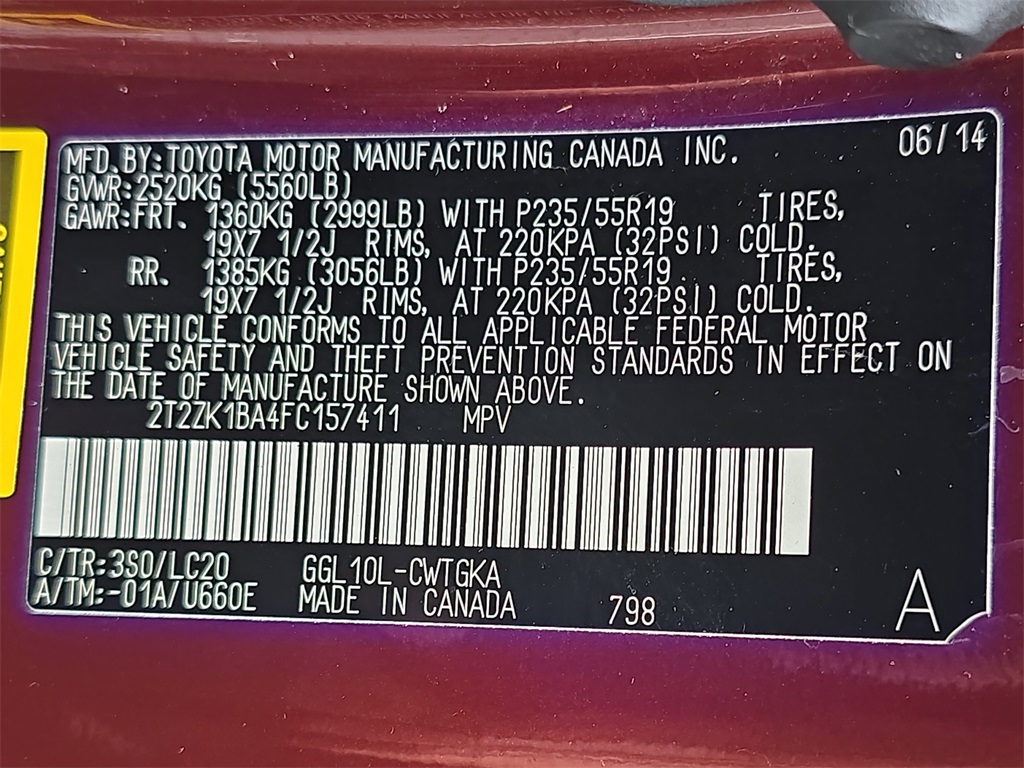 MFD. BY: TOYOTA MOTOR MANUFACTURING CANADA INC. 06/14
GVWR: 2520KG (5560LB)
GAWR: FRT. 1360KG (2999LB) WITH P235/55R19 TIRES,
19X7 1/2J RIMS, AT 220KPA (32PSI) COLD.
RR. 1385KG (3056LB) WITH P235/55R19 TIRES,
19X7 1/2J RIMS, AT 220KPA (32PSI) COLD.
THIS VEHICLE CONFORMS TO ALL APPLICABLE FEDERAL MOTOR
VEHICLE SAFETY AND THEFT PREVENTION STANDARDS IN EFFECT ON
THE DATE OF MANUFACTURE SHOWN ABOVE.
2T2ZK1BA4FC157411 MPV
C/TR: 3S0/LC20 GGL10L-CWTGKA
A/TM: -01A/U660E MADE IN CANADA 798 A